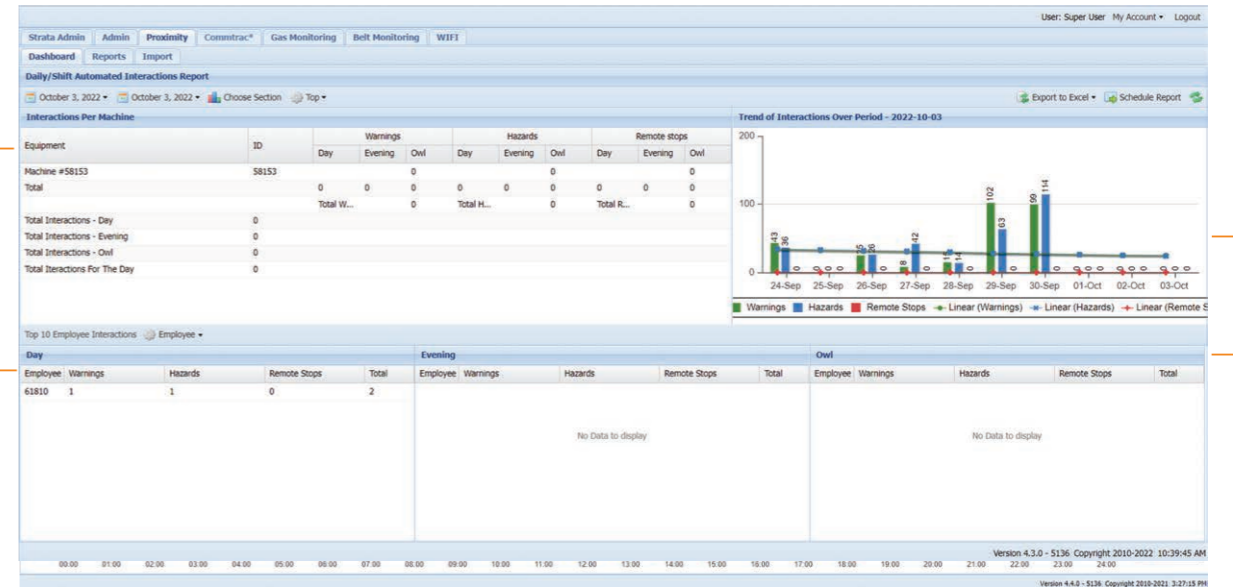 User: Super User My Account Logout
Strata Admin Admin Proximity Commtrac® Gas Monitoring Belt Monitoring WIFI
Dashboard Reports Import
Daily/Shift Automated Interactions Report
October 3, 2022 October 3, 2022 Choose Section Top Export to Excel Schedule Report
Interactions Per Machine
Equipment ID Warnings Hazards Remote stops
Day Evening Owl Day Evening Owl Day Evening Owl
Machine #58153 58153 0 0 0
Total 0 0 0 0 0 0 0 0 0
Total W... 0 Total H... 0 Total R... 0
Total Interactions - Day 0
Total Interactions - Evening 0
Total Interactions - Owl 0
Total Iteractions For The Day 0
Trend of Interactions Over Period - 2022-10-03
200
100
0
43 36 0 0 0 0 25 26 0 8 42 0 15 14 0 102 63 0 99 114 0 0 0 0 0 0 0 0 0 0
24-Sep 25-Sep 26-Sep 27-Sep 28-Sep 29-Sep 30-Sep 01-Oct 02-Oct 03-Oct
Warnings Hazards Remote Stops Linear (Warnings) Linear (Hazards) Linear (Remote S
Top 10 Employee Interactions Employee
Day Evening Owl
Employee Warnings Hazards Remote Stops Total Employee Warnings Hazards Remote Stops Total Employee Warnings Hazards Remote Stops Total
61810 1 1 0 2
No Data to display No Data to display
Version 4.3.0 - 5136 Copyright 2010-2022 10:39:45 AM
00:00 01:00 02:00 03:00 04:00 05:00 06:00 07:00 08:00 09:00 10:00 11:00 12:00 13:00 14:00 15:00 16:00 17:00 18:00 19:00 20:00 21:00 22:00 23:00 24:00
Version 4.4.0 - 5136 Copyright 2010-2021 3:27:15 PM